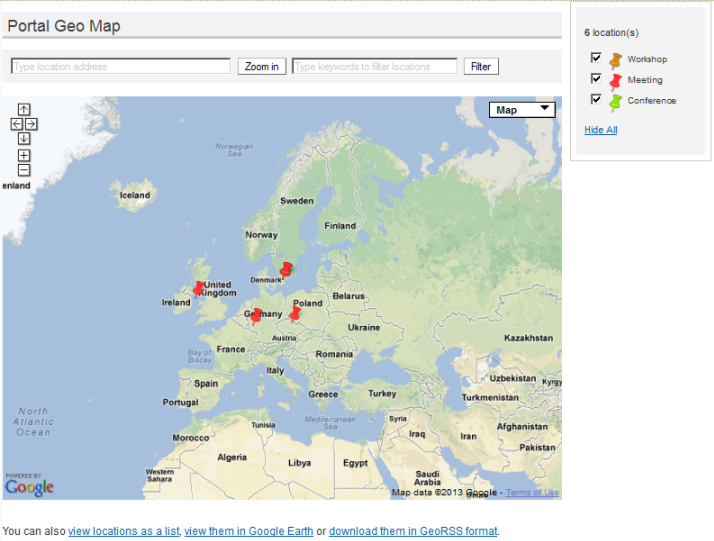 Portal Geo Map
Type location address
Zoom in
Type keywords to filter locations
Filter
6 location(s)
Workshop
Meeting
Conference
Hide All
Map
enland
Iceland
Norwegian
Sea
Sweden
Finland
Norway
Denmark
United
Kingdom
Ireland
Poland
Belarus
Germany
Ukraine
Kazakhstan
France
Austria
Bay of
Biscay
Romania
Italy
Uzbekistan
Kyrgy
Spain
Portugal
Greece
Turkey
Turkmenistan
North
Atlantic
Ocean
Mediterranean
Sea
Tunisia
Syria
Afghanistan
Morocco
Iraq
Iran
Pakistan
Algeria
Libya
Egypt
Western
Sahara
Saudi
Arabia
POWERED BY
Google
Map data ©2013 Google - Terms of Use
You can also view locations as a list, view them in Google Earth or download them in GeoRSS format.